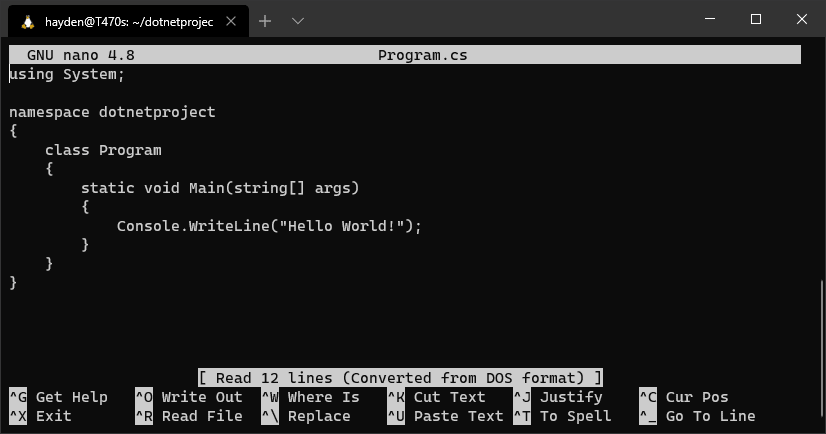 hayden@T470s: ~/dotnetprojec
GNU nano 4.8 Program.cs
using System;

namespace dotnetproject
{
    class Program
    {
        static void Main(string[] args)
        {
            Console.WriteLine("Hello World!");
        }
    }
}
[ Read 12 lines (Converted from DOS format) ]
^G Get Help ^O Write Out ^W Where Is ^K Cut Text ^J Justify ^C Cur Pos
^X Exit ^R Read File ^\ Replace ^U Paste Text ^T To Spell ^_ Go To Line